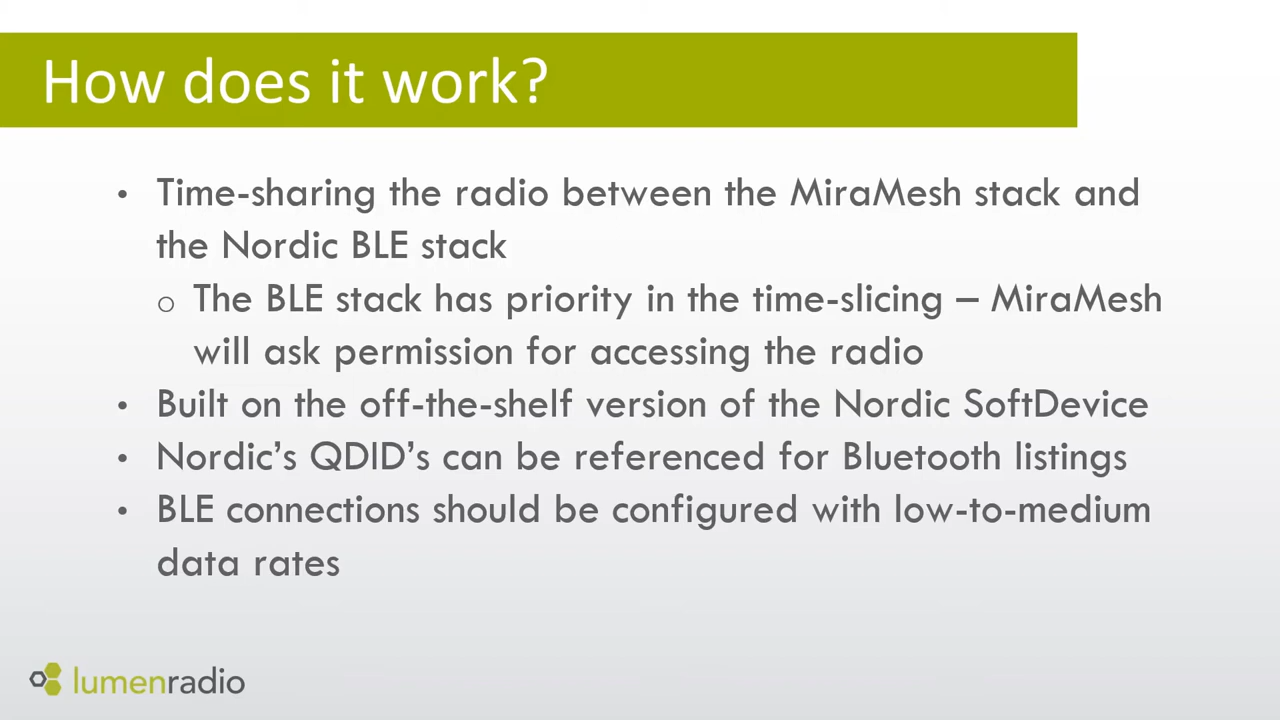 How does it work?
• Time-sharing the radio between the MiraMesh stack and
the Nordic BLE stack
o The BLE stack has priority in the time-slicing – MiraMesh
will ask permission for accessing the radio
• Built on the off-the-shelf version of the Nordic SoftDevice
• Nordic’s QDID’s can be referenced for Bluetooth listings
• BLE connections should be configured with low-to-medium
data rates
lumenradio